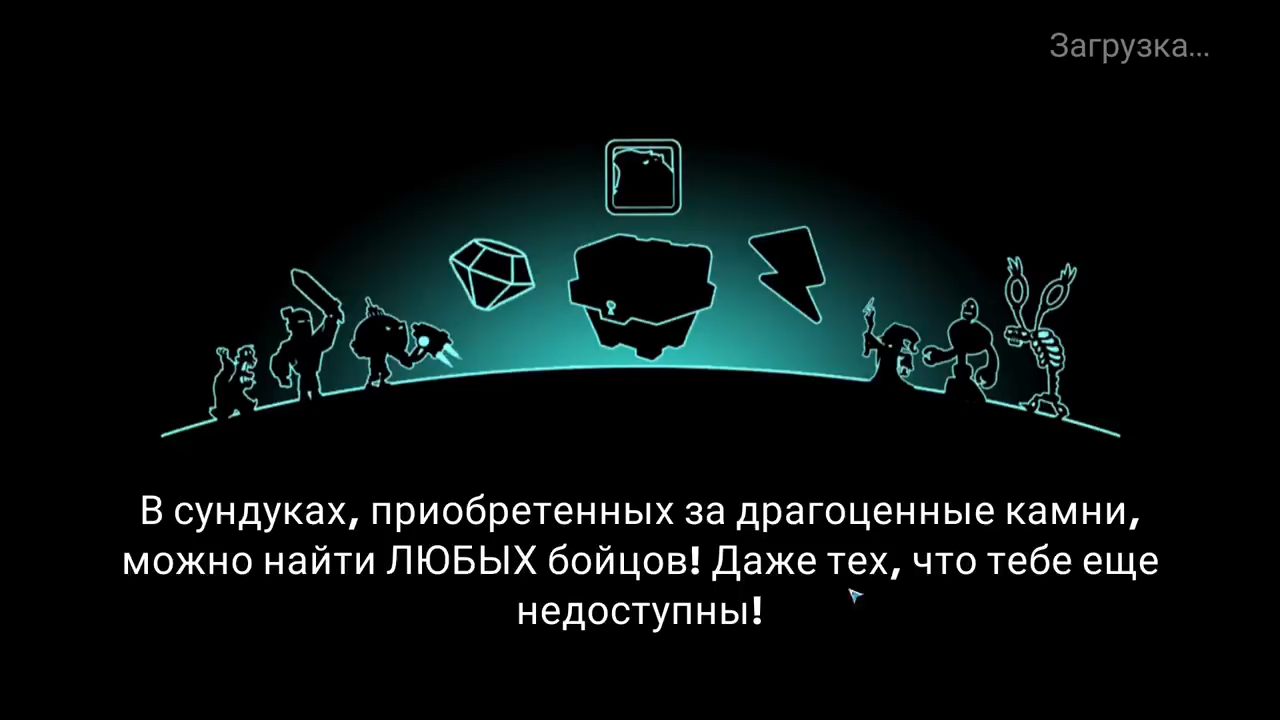 Загрузка...
В сундуках, приобретенных за драгоценные камни,
можно найти ЛЮБЫХ бойцов! Даже тех, что тебе еще
недоступны!